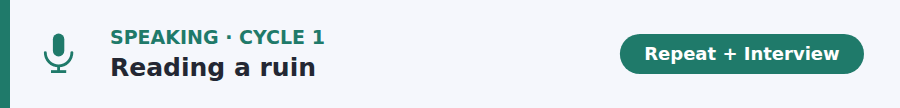 SPEAKING · CYCLE 1
Reading a ruin
Repeat + Interview